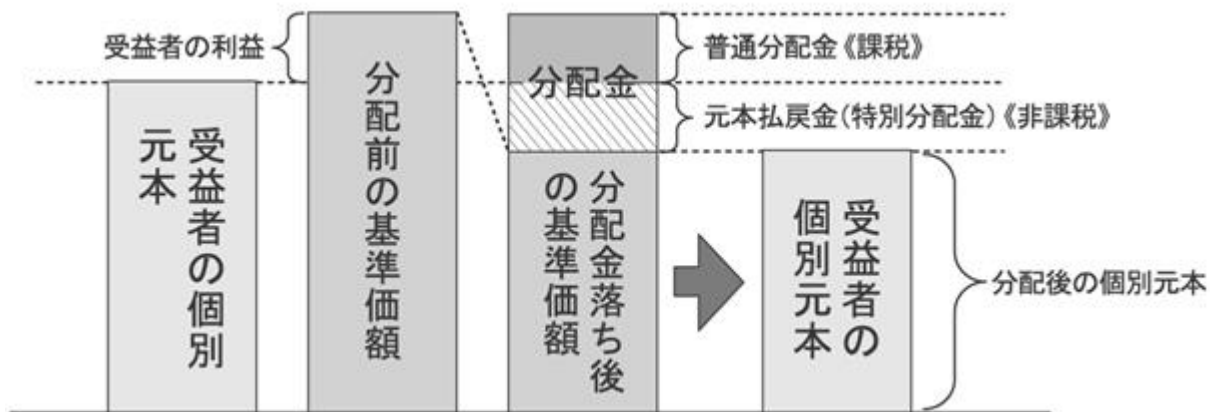 受益者の利益
受益者の個別
元本
分配前の基準価額
分配金
分配金落ち後
の基準価額
普通分配金《課税》
元本払戻金(特別分配金)《非課税》
受益者の
個別元本
分配後の個別元本